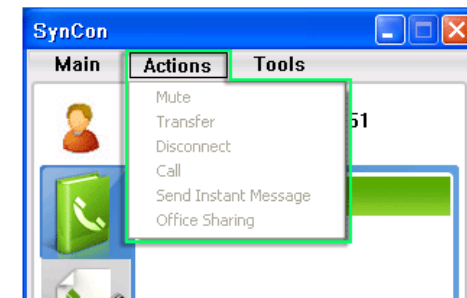 SynCon
Main Actions Tools
Mute
Transfer
Disconnect
Call
Send Instant Message
Office Sharing
51